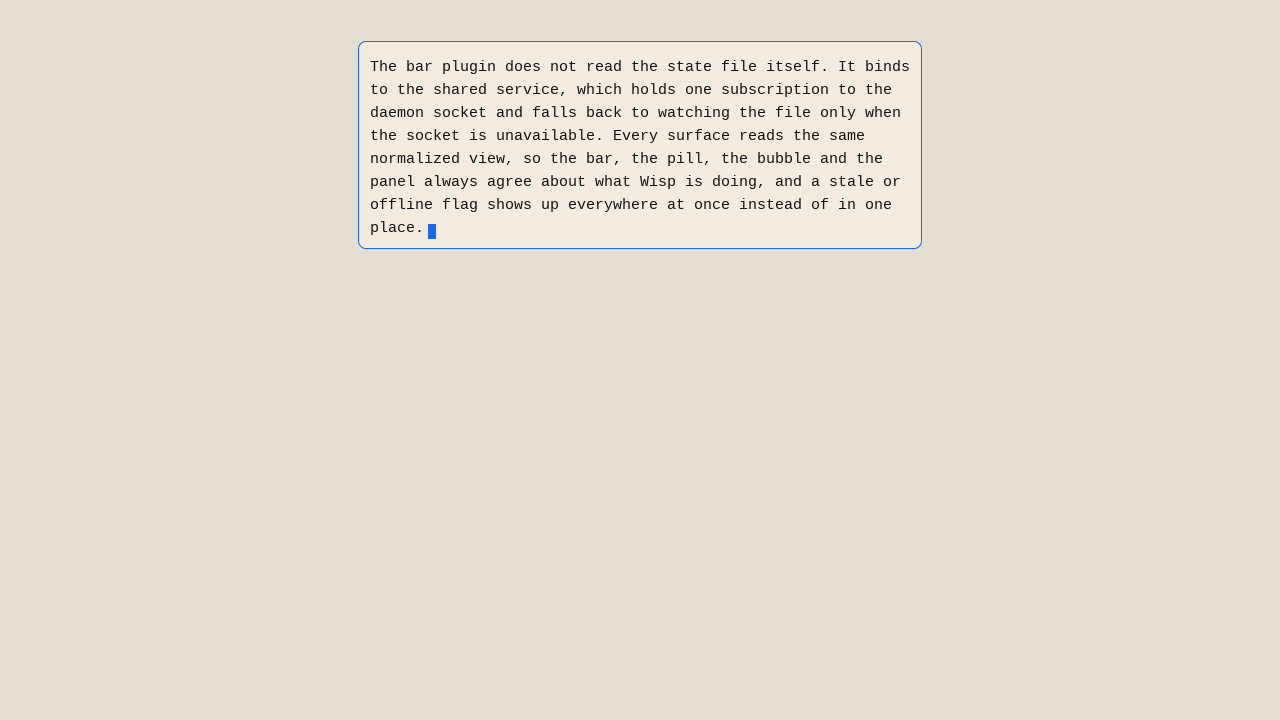 The bar plugin does not read the state file itself. It binds
to the shared service, which holds one subscription to the
daemon socket and falls back to watching the file only when
the socket is unavailable. Every surface reads the same
normalized view, so the bar, the pill, the bubble and the
panel always agree about what Wisp is doing, and a stale or
offline flag shows up everywhere at once instead of in one
place.